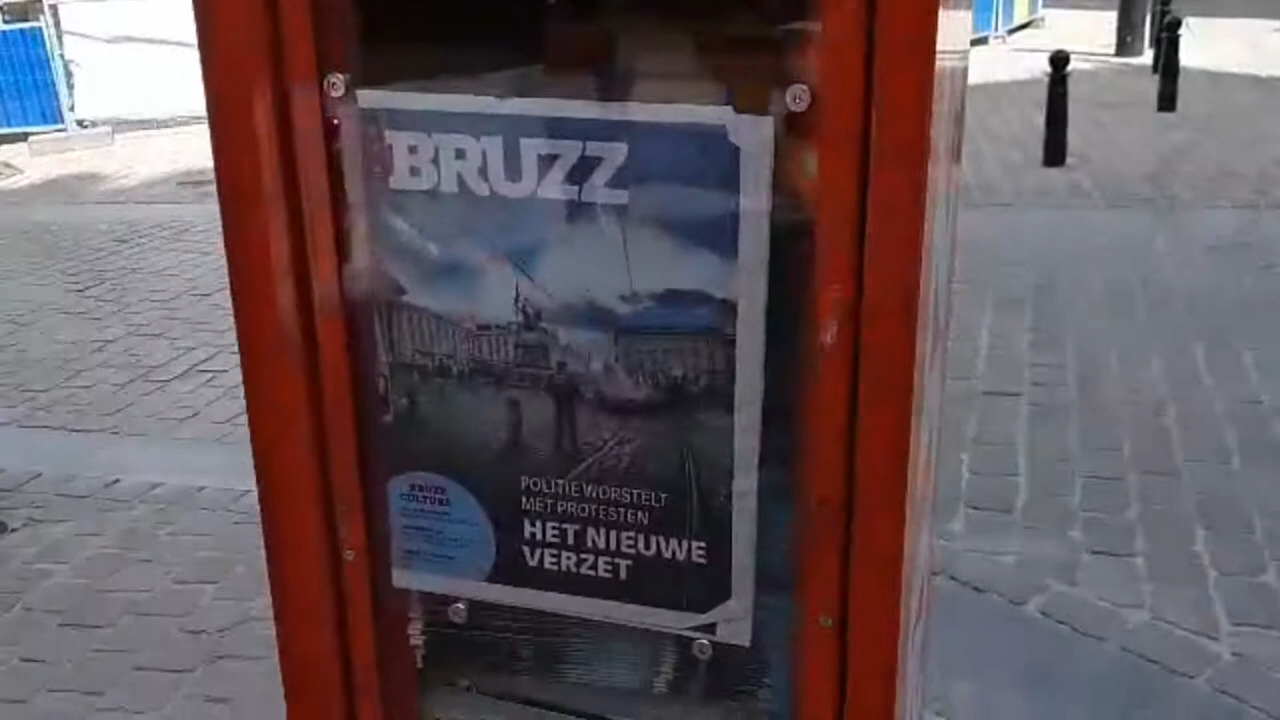 BRUZZ
BRUZZ
CULTURE
POLITIE WORSTELT
MET PROTESTEN
HET NIEUWE
VERZET